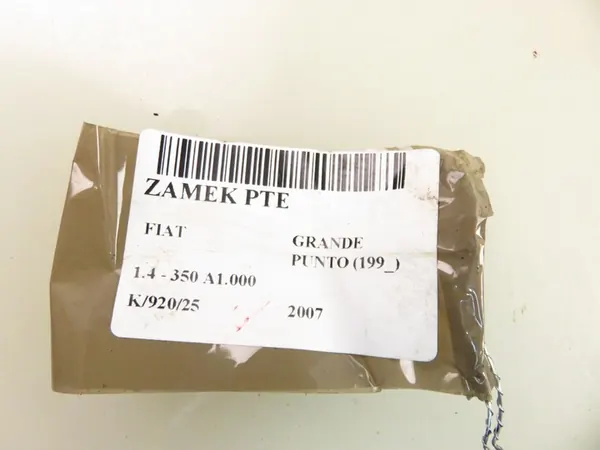 ZAMEK PTE
FIAT
GRANDE
PUNTO (199_)
1.4 - 350 A1.000
K/920/25
2007